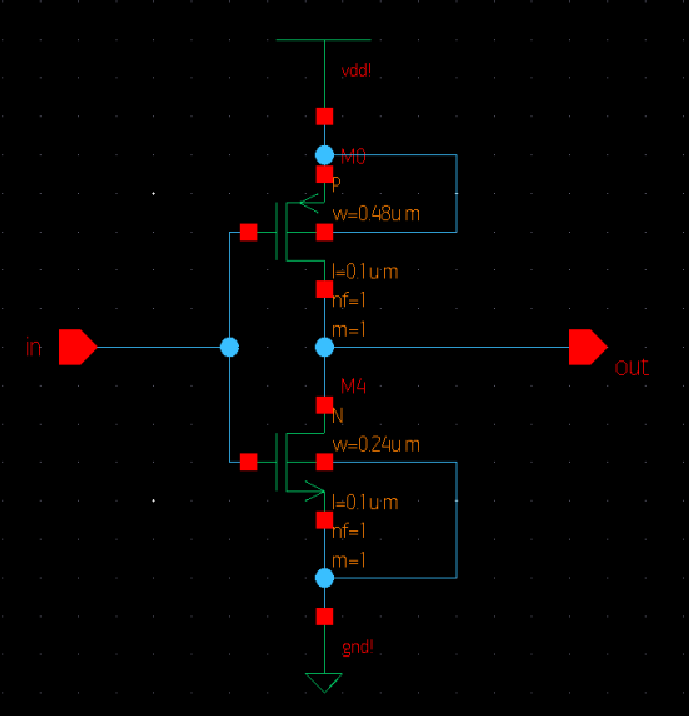 vdd!
M0
P
w=0.48um
l=0.1um
nf=1
m=1
in
out
M4
N
w=0.24um
l=0.1um
nf=1
m=1
gnd!